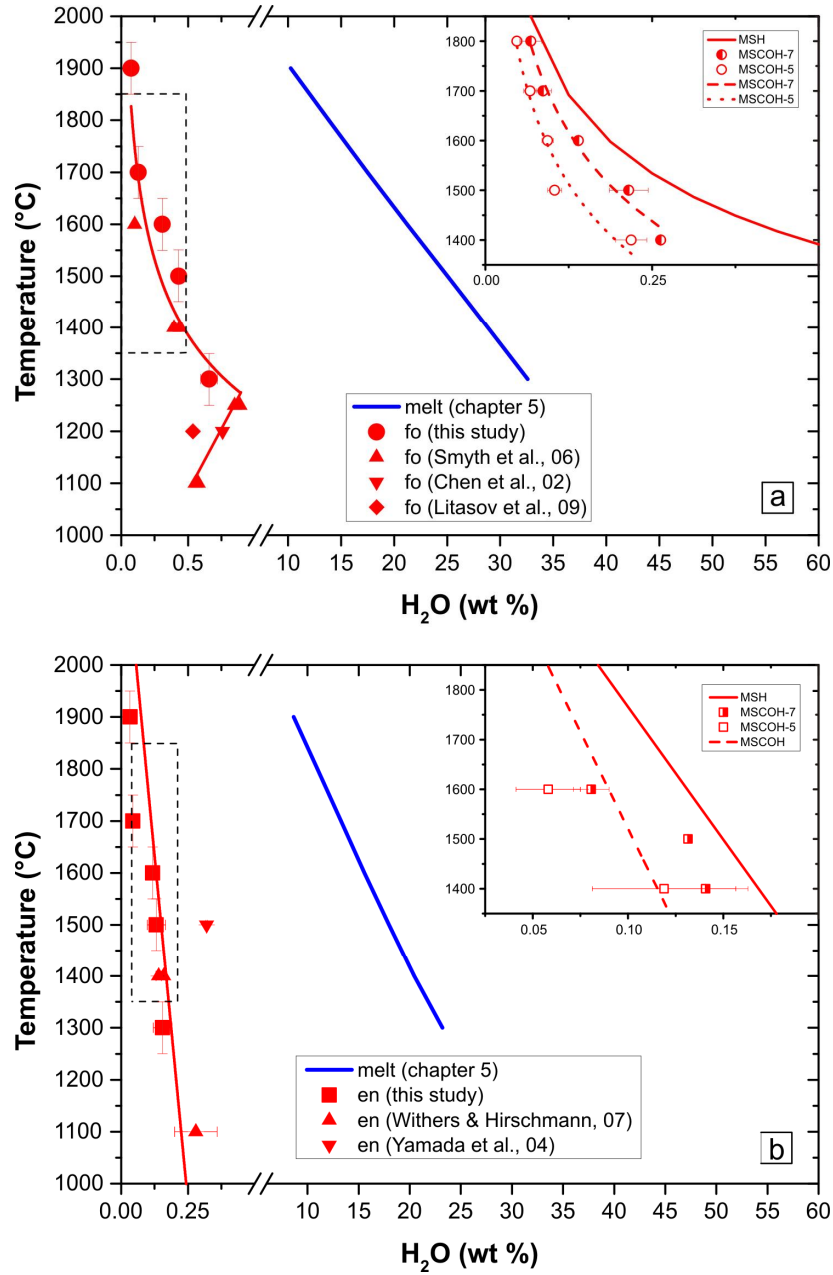 2000
1900
1800
1700
1600
1500
1400
1300
1200
1100
1000
Temperature (°C)
0.0
0.5
10
15
20
25
30
35
40
45
50
55
60
H2O (wt %)
1800
1700
1600
1500
1400
0.00
0.25
MSH
MSCOH-7
MSCOH-5
MSCOH-7
MSCOH-5
melt (chapter 5)
fo (this study)
fo (Smyth et al., 06)
fo (Chen et al., 02)
fo (Litasov et al., 09)
a
2000
1900
1800
1700
1600
1500
1400
1300
1200
1100
1000
Temperature (°C)
0.00
0.25
10
15
20
25
30
35
40
45
50
55
60
H2O (wt %)
1800
1700
1600
1500
1400
0.05
0.10
0.15
MSH
MSCOH-7
MSCOH-5
MSCOH
melt (chapter 5)
en (this study)
en (Withers & Hirschmann, 07)
en (Yamada et al., 04)
b